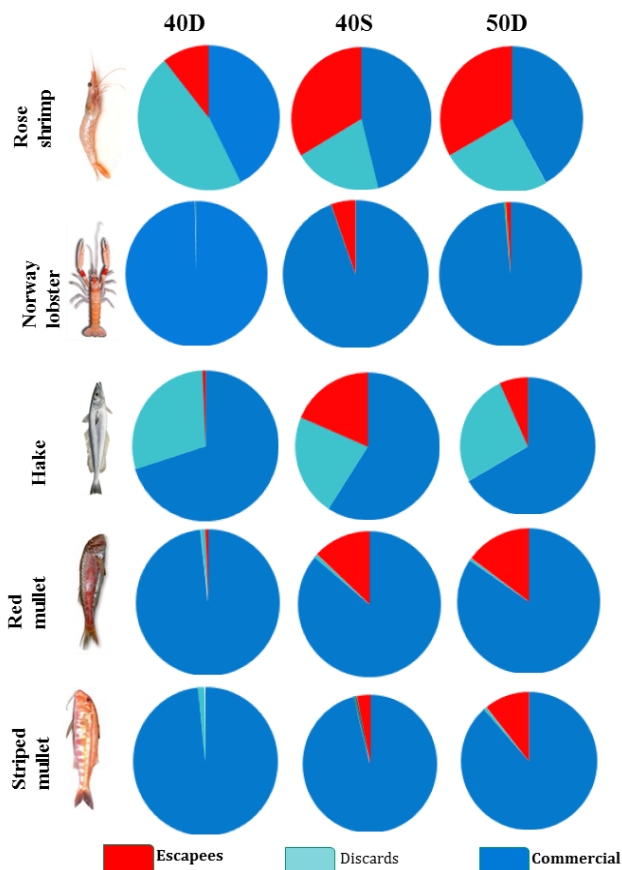 40D 40S 50D
Rose
shrimp
Norway
lobster
Hake
Red
mullet
Striped
mullet
Escapees Discards Commercial